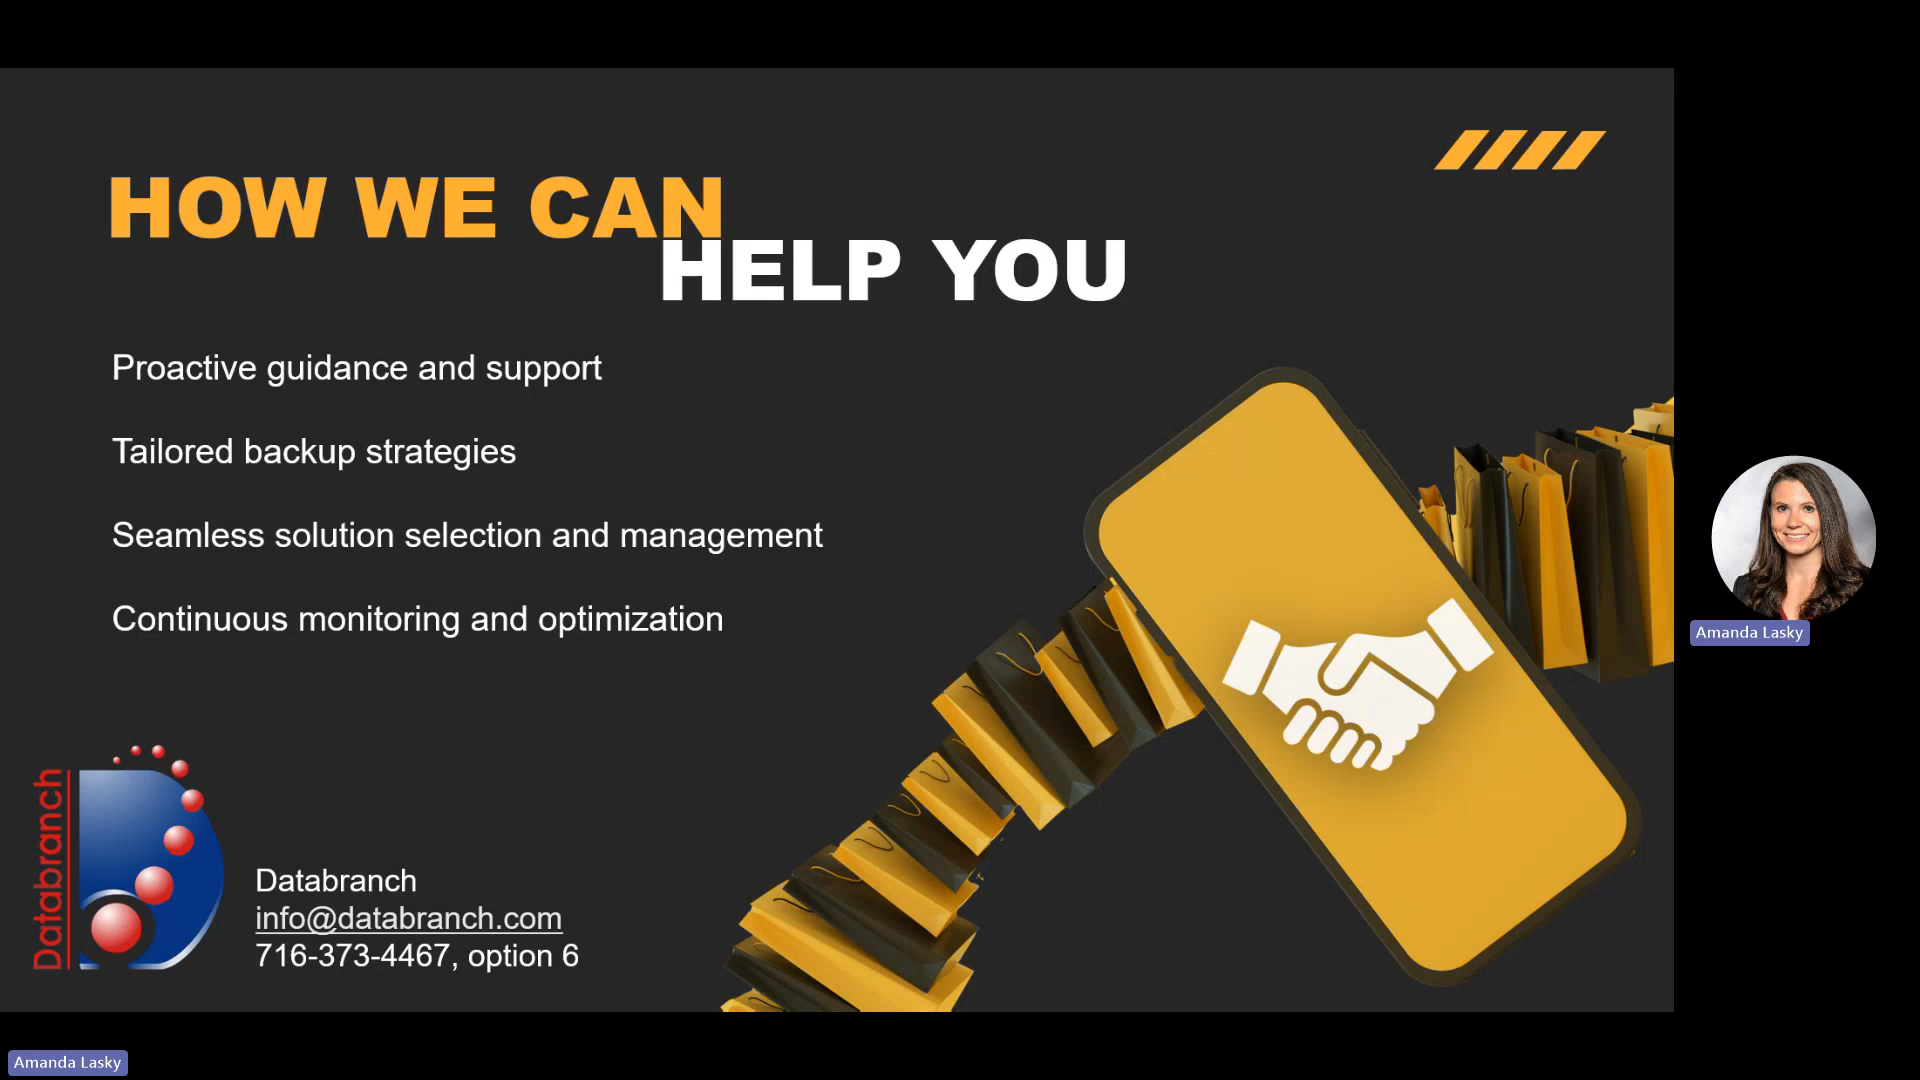 HOW WE CAN
HELP YOU
Proactive guidance and support
Tailored backup strategies
Seamless solution selection and management
Continuous monitoring and optimization
Databranch
Databranch
info@databranch.com
716-373-4467, option 6
Amanda Lasky
Amanda Lasky